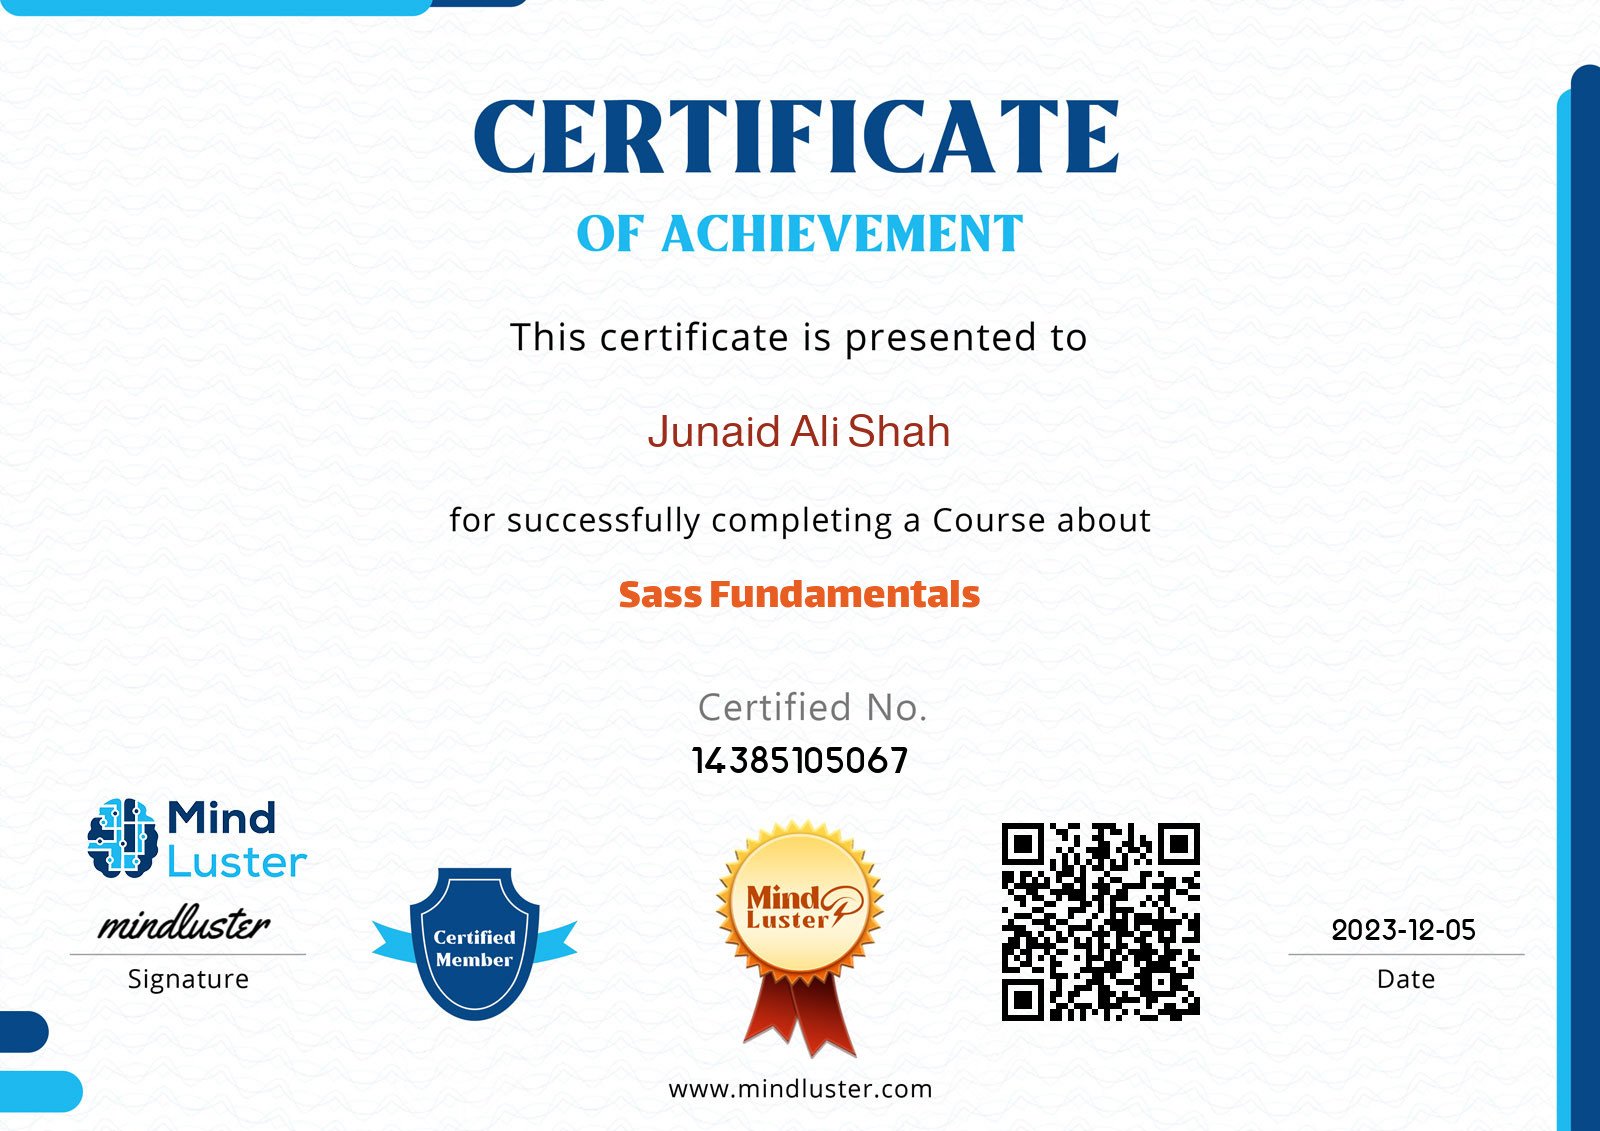 CERTIFICATE
OF ACHIEVEMENT
This certificate is presented to
Junaid Ali Shah
for successfully completing a Course about
Sass Fundamentals
Certified No.
14385105067
Mind
Luster
mindluster
Signature
Certified
Member
Mind
Luster
2023-12-05
Date
www.mindluster.com